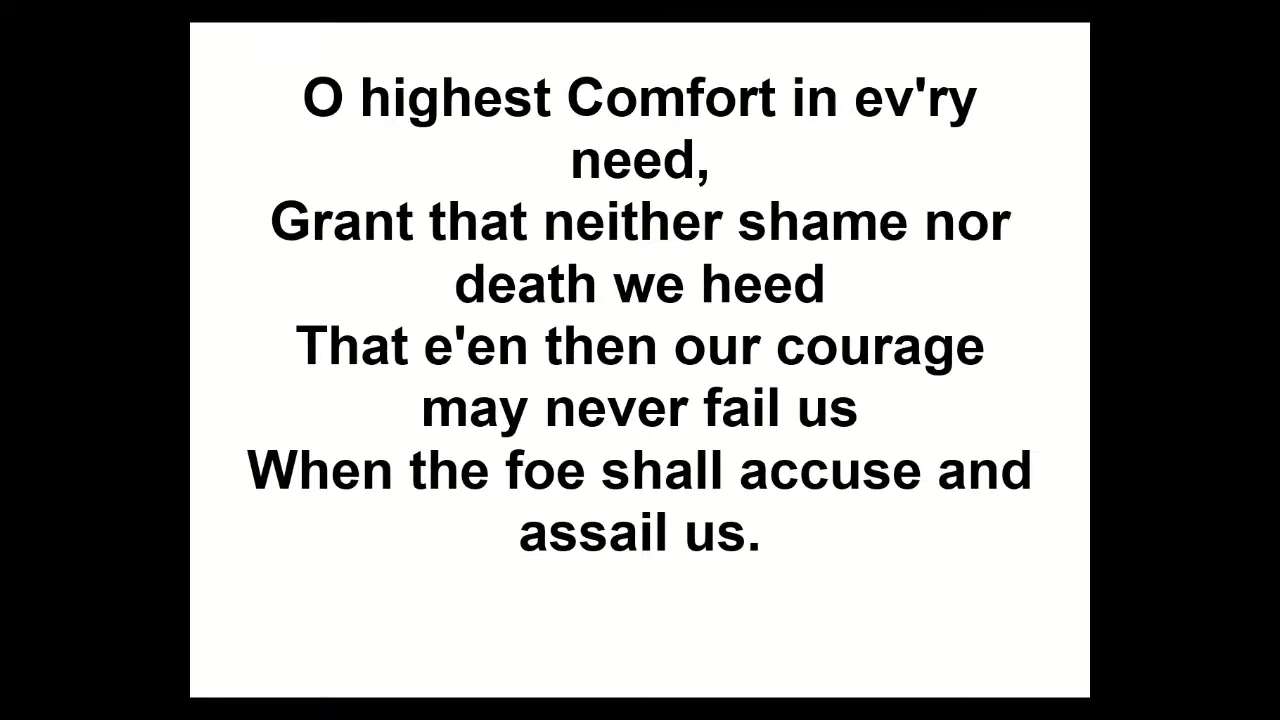 O highest Comfort in ev'ry
need,
Grant that neither shame nor
death we heed
That e'en then our courage
may never fail us
When the foe shall accuse and
assail us.